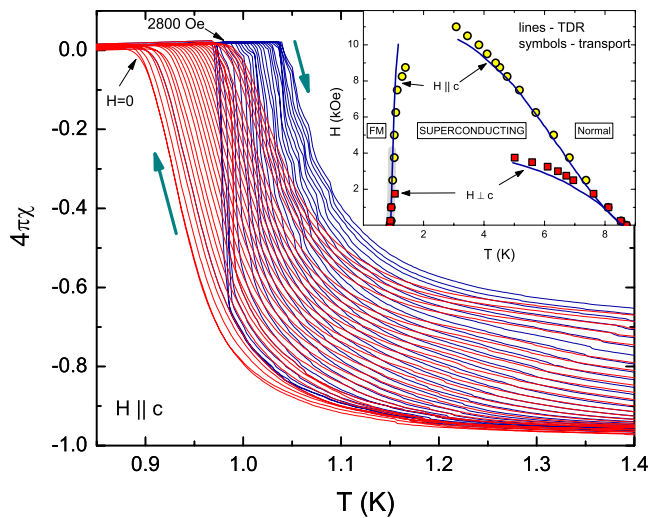 2800 Oe
H=0
H || c
4πχ
0.0
-0.2
-0.4
-0.6
-0.8
-1.0
0.9
1.0
1.1
1.2
1.3
1.4
T (K)
lines - TDR
symbols - transport
H || c
FM
SUPERCONDUCTING
Normal
H ⊥ c
H (kOe)
10
8
6
4
2
2
4
6
8
T (K)